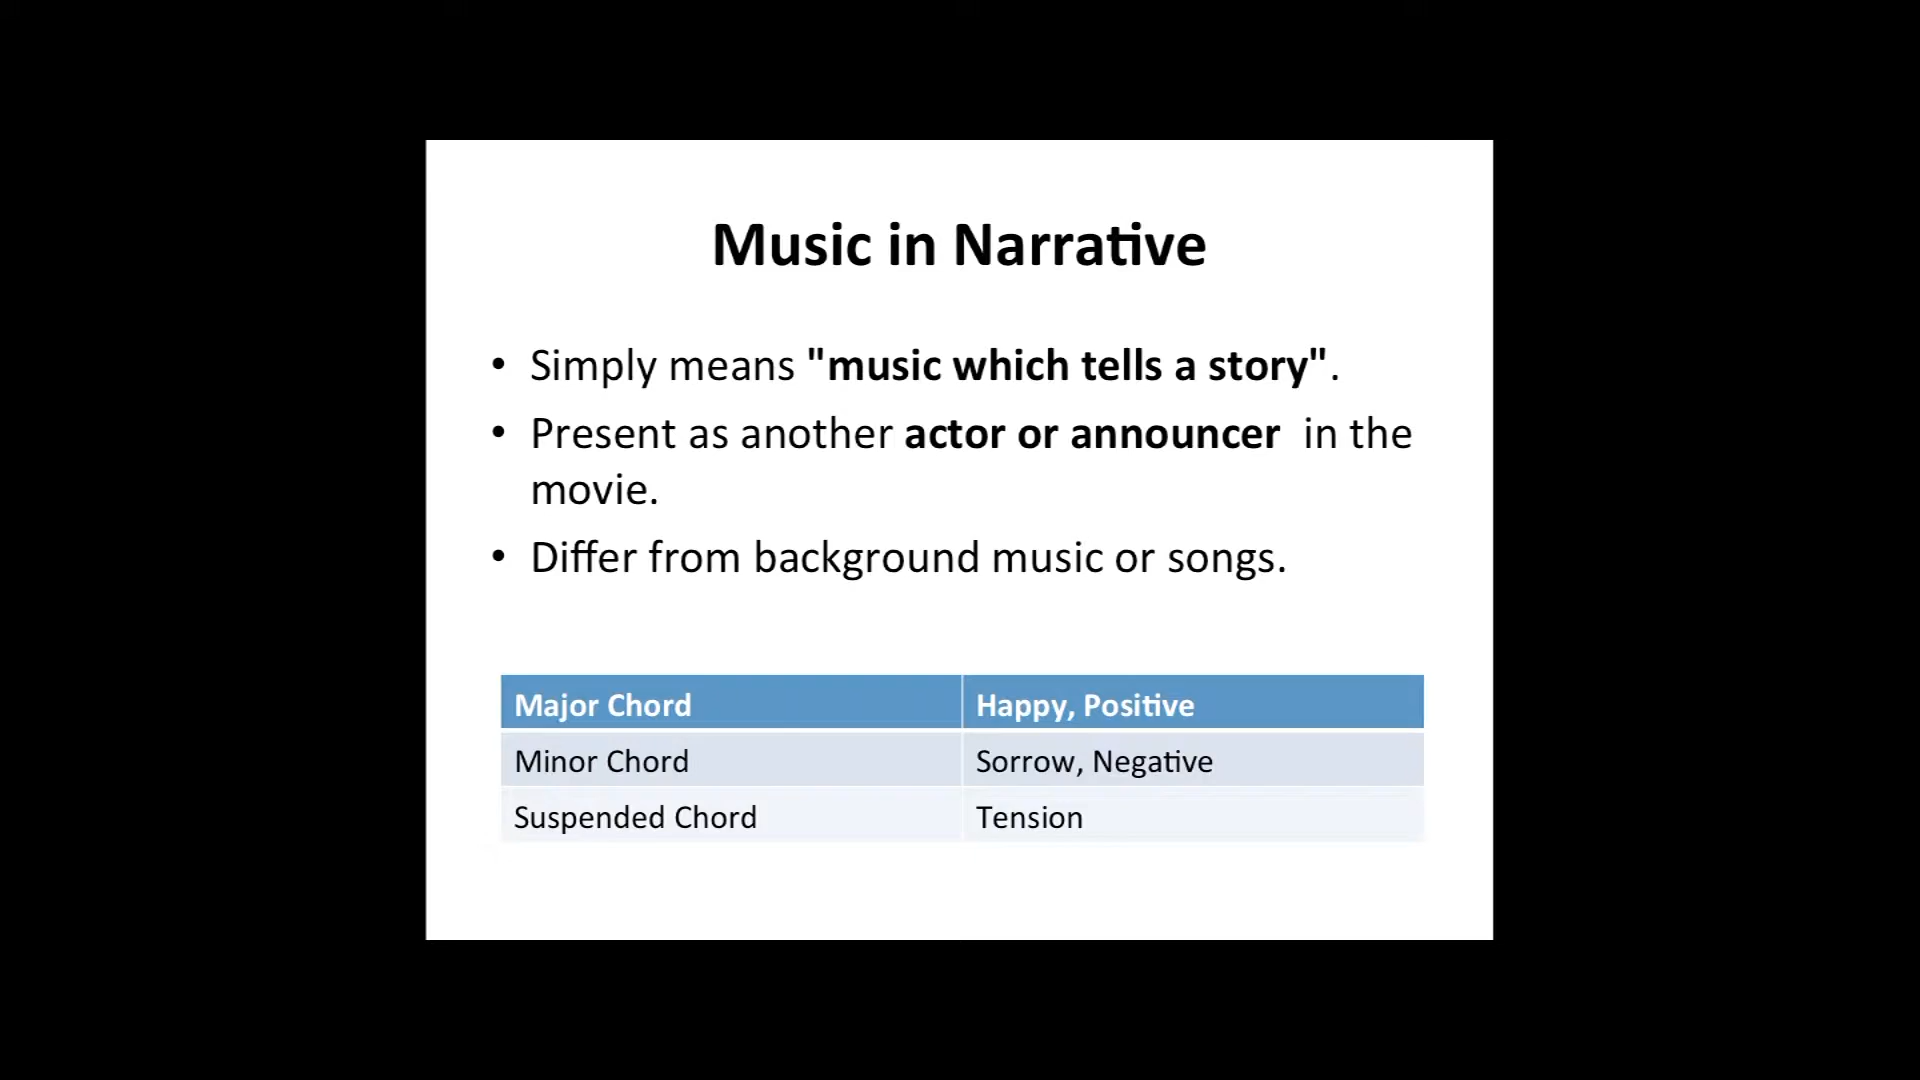 Music in Narrative
• Simply means "music which tells a story".
• Present as another actor or announcer in the
movie.
• Differ from background music or songs.
Major Chord Happy, Positive
Minor Chord Sorrow, Negative
Suspended Chord Tension